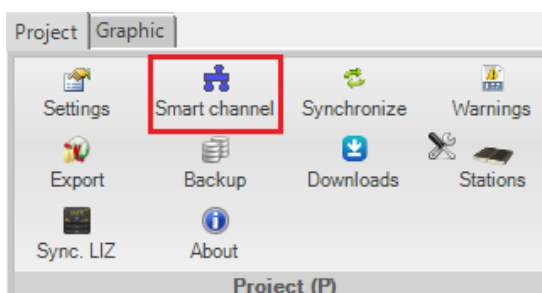 Project Graphic
Settings Smart channel Synchronize Warnings
Export Backup Downloads Stations
Sync. LIZ About
Project (P)